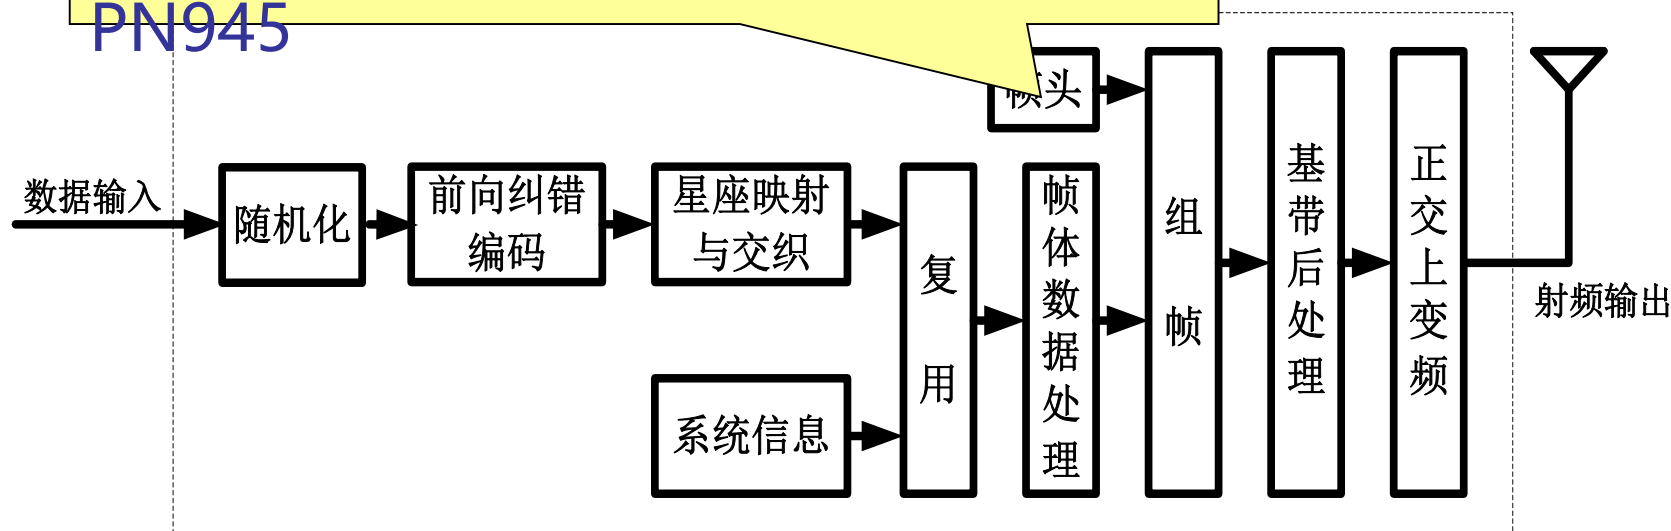 PN945
帧头
数据输入
随机化
前向纠错
编码
星座映射
与交织
系统信息
复用
帧体数据处理
组帧
基带后处理
正交上变频
射频输出